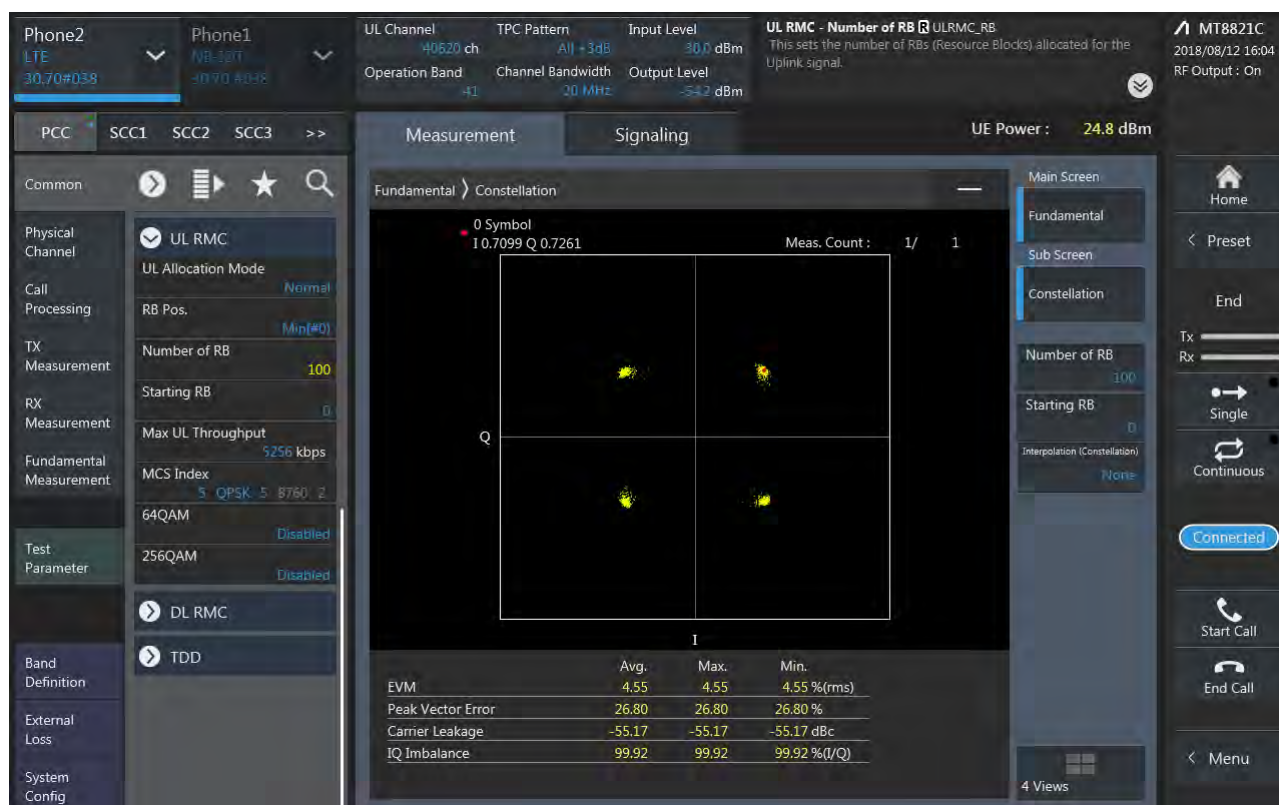 Phone2
LTE
30.70#038
Phone1
NB-IOT
30.70 #038
UL Channel
40620 ch
Operation Band
41
TPC Pattern
All +3dB
Channel Bandwidth
20 MHz
Input Level
30.0 dBm
Output Level
-54.2 dBm
UL RMC - Number of RB R ULRMC_RB
This sets the number of RBs (Resource Blocks) allocated for the
Uplink signal.
MT8821C
2018/08/12 16:04
RF Output : On
PCC SCC1 SCC2 SCC3 >>
Measurement Signaling
UE Power : 24.8 dBm
Common
Physical
Channel
Call
Processing
TX
Measurement
RX
Measurement
Fundamental
Measurement
Test
Parameter
Band
Definition
External
Loss
System
Config
UL RMC
UL Allocation Mode
Normal
RB Pos.
Min(#0)
Number of RB
100
Starting RB
0
Max UL Throughput
5256 kbps
MCS Index
5 QPSK 5 8760 2
64QAM
Disabled
256QAM
Disabled
DL RMC
TDD
Fundamental 〉 Constellation
0 Symbol
I 0.7099 Q 0.7261
Meas. Count : 1/ 1
Q
I
Avg. Max. Min.
EVM 4.55 4.55 4.55 %(rms)
Peak Vector Error 26.80 26.80 26.80 %
Carrier Leakage -55.17 -55.17 -55.17 dBc
IQ Imbalance 99.92 99.92 99.92 %(I/Q)
Main Screen
Fundamental
Sub Screen
Constellation
Number of RB
100
Starting RB
0
Interpolation (Constellation)
None
4 Views
Home
< Preset
End
Tx
Rx
Single
Continuous
Connected
Start Call
End Call
< Menu